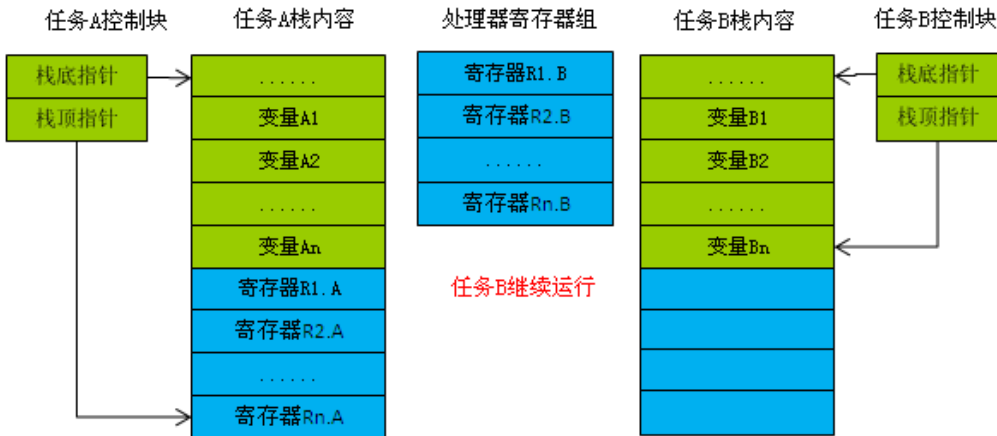 任务A控制块
任务A栈内容
处理器寄存器组
任务B栈内容
任务B控制块
栈底指针
栈顶指针
......
变量A1
变量A2
......
变量An
寄存器R1.A
寄存器R2.A
......
寄存器Rn.A
寄存器R1.B
寄存器R2.B
......
寄存器Rn.B
任务B继续运行
......
变量B1
变量B2
......
变量Bn
栈底指针
栈顶指针